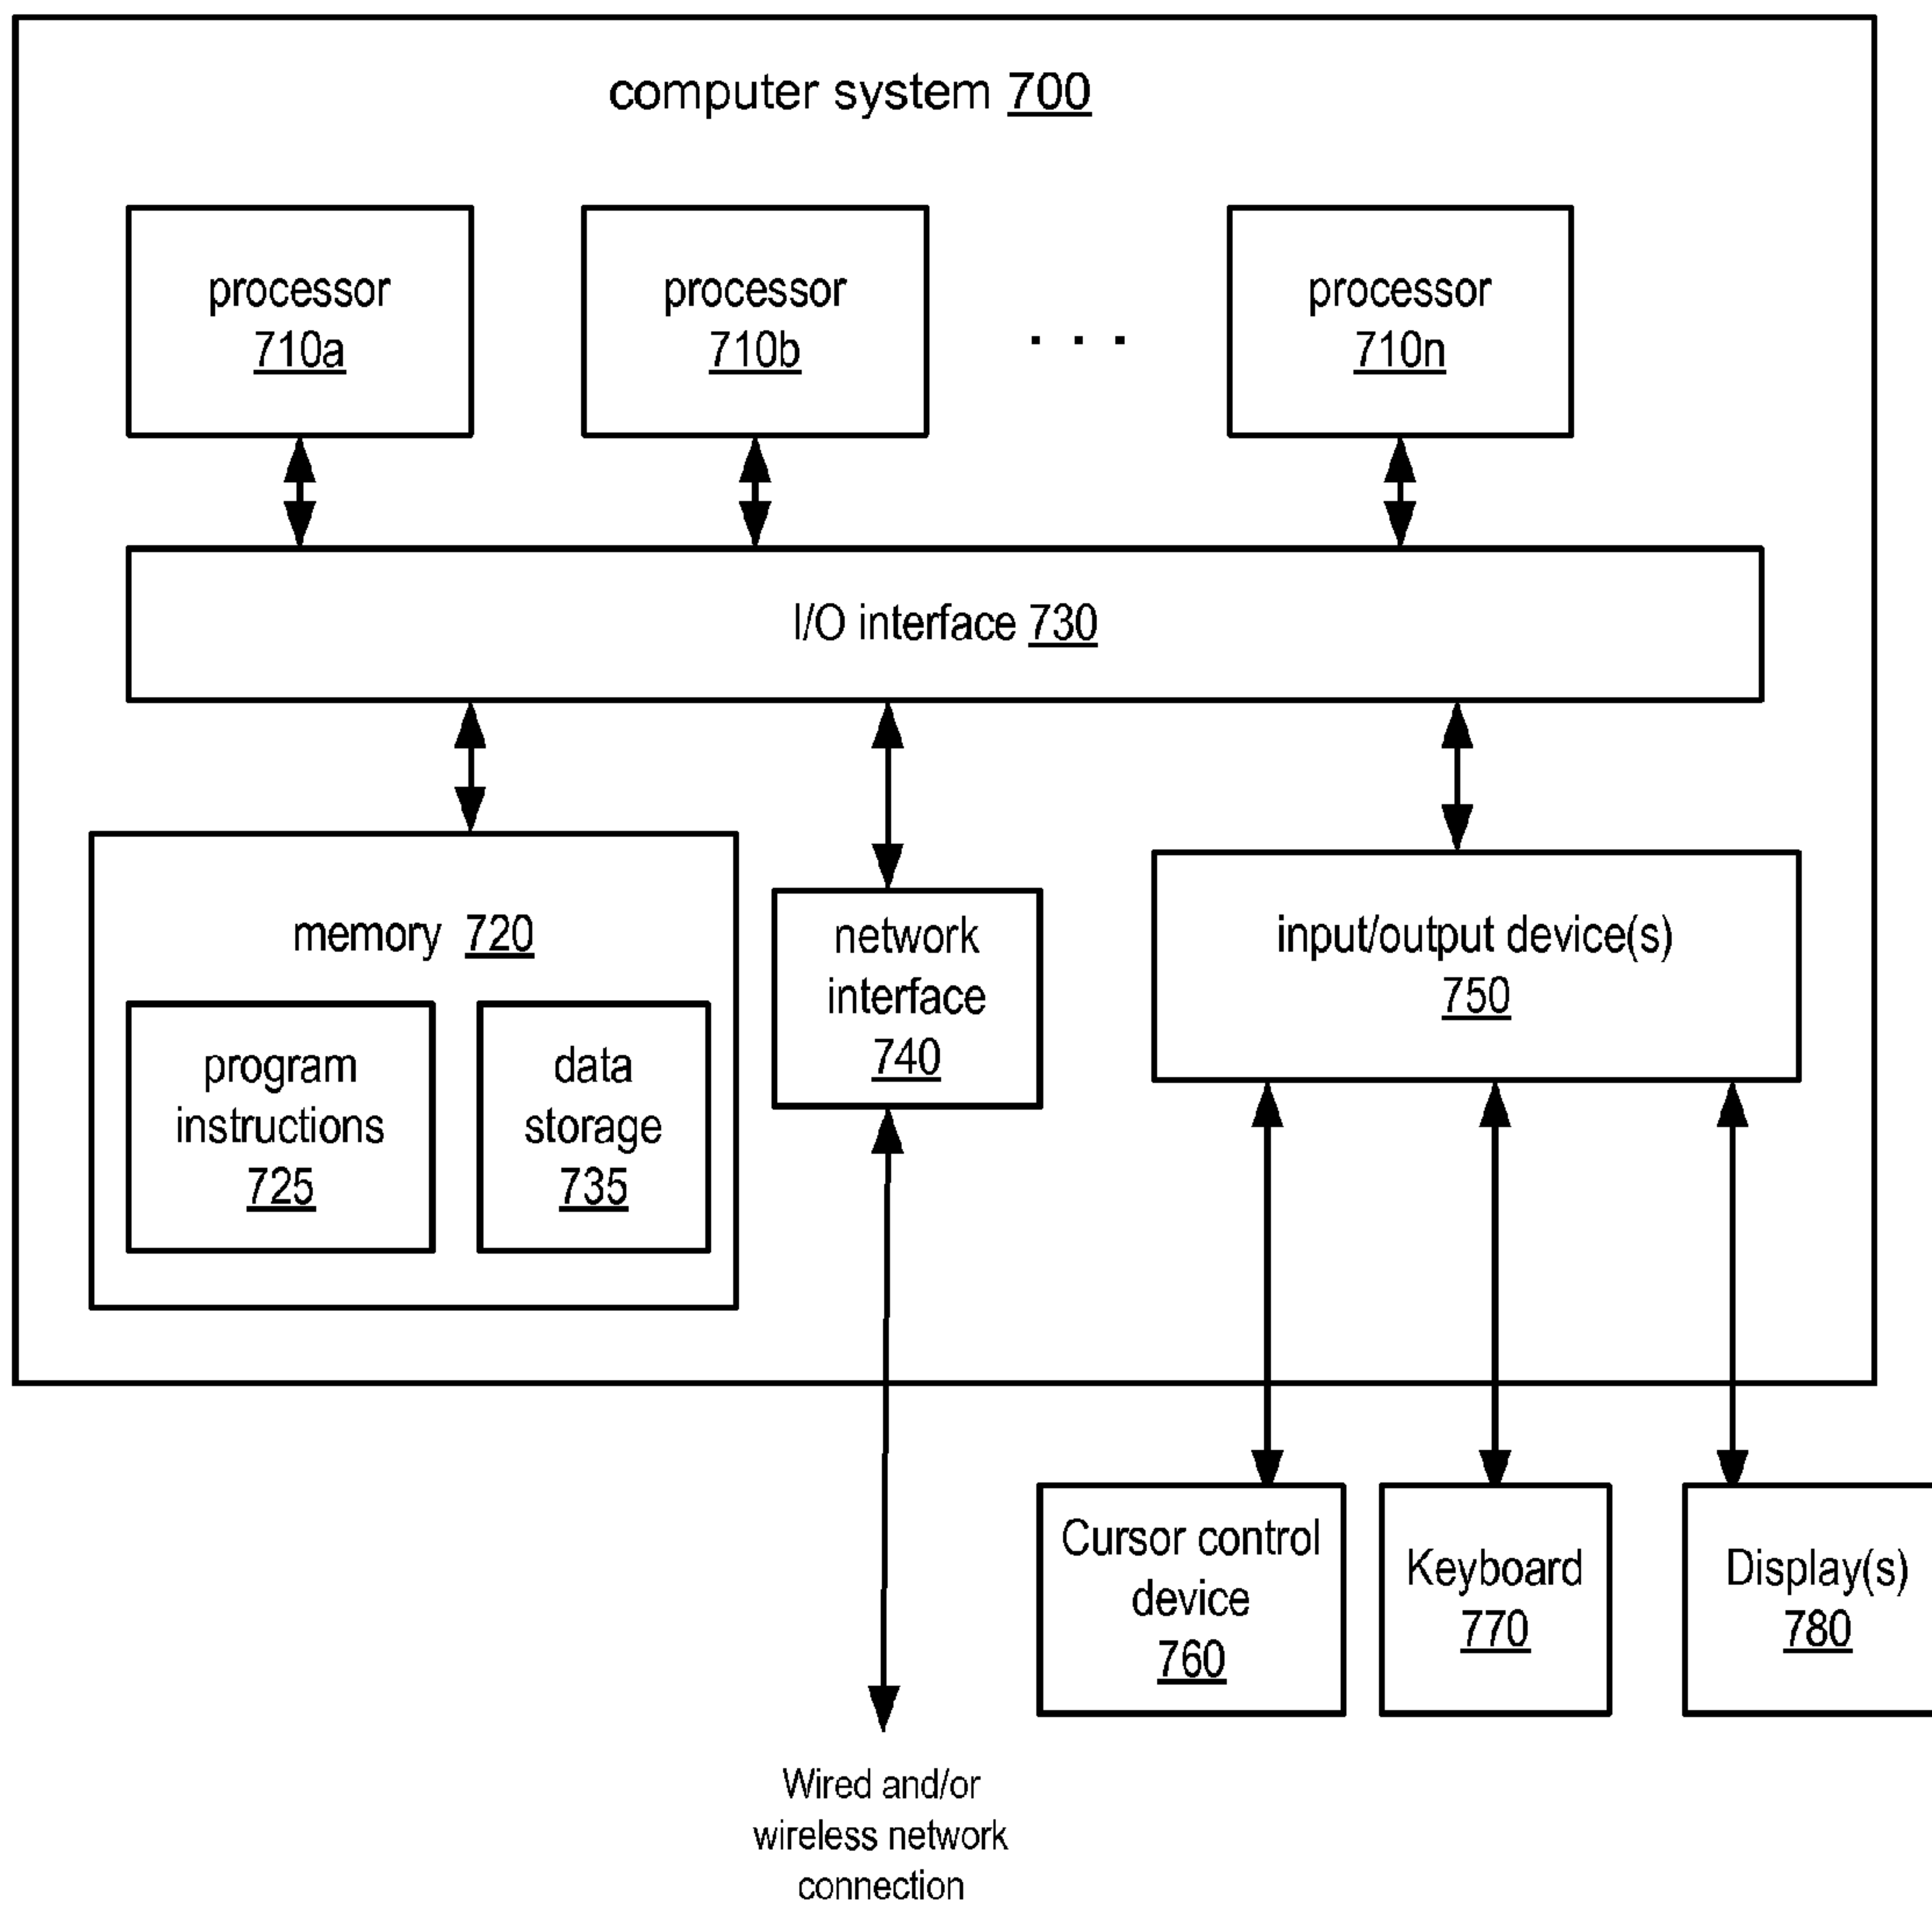 computer system 700
processor
710a
processor
710b
. . .
processor
710n
I/O interface 730
memory 720
program
instructions
725
data
storage
735
network
interface
740
input/output device(s)
750
Cursor control
device
760
Keyboard
770
Display(s)
780
Wired and/or
wireless network
connection